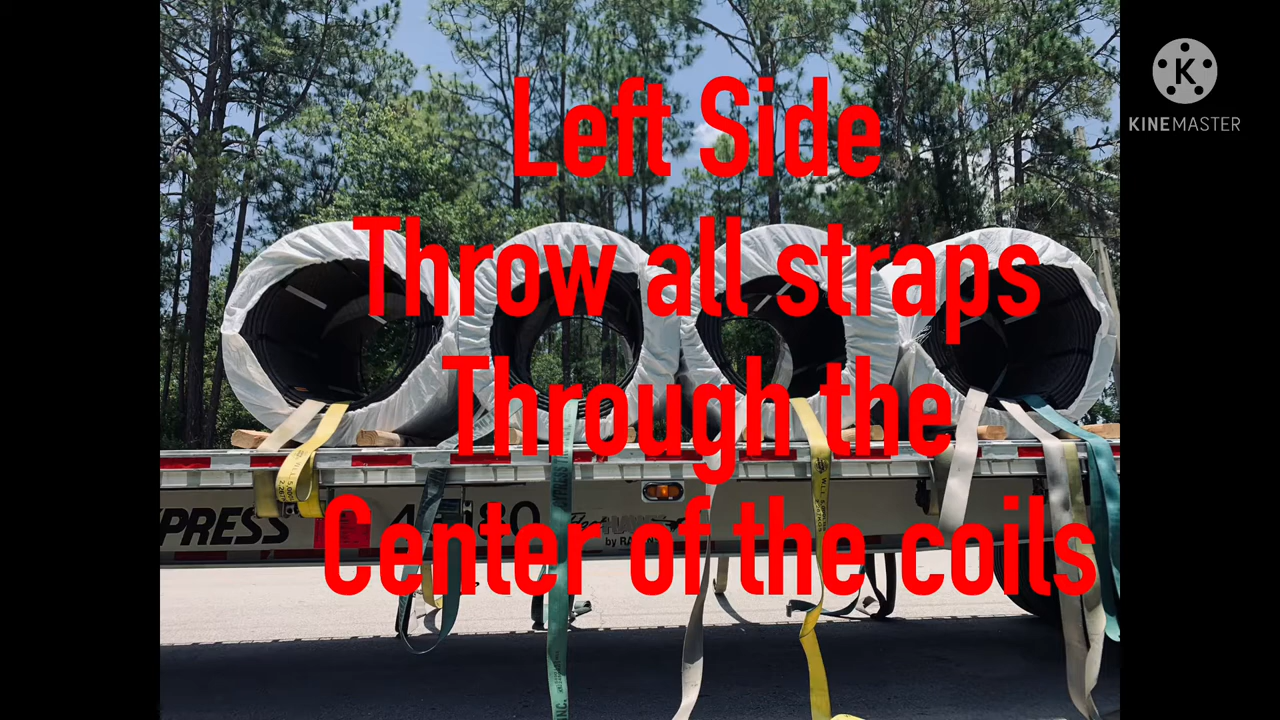 Left Side
Throw all straps
Through the
Center of the coils
K
KINEMASTER
PRESS
by